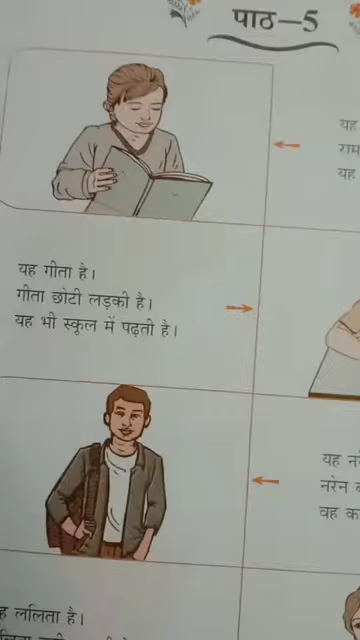 पाठ—5
यह
राम
यह
यह गीता है।
गीता छोटी लड़की है।
यह भी स्कूल में पढ़ती है।
यह
नरेन
वह
ललिता है।